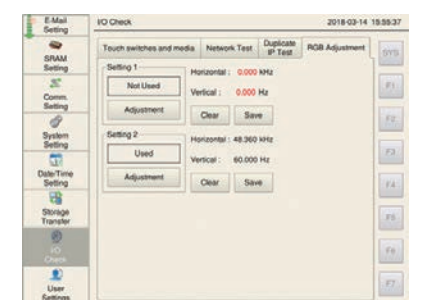 E-Mail
Setting
SRAM
Setting
Comm.
Setting
System
Setting
Date/Time
Setting
Storage
Transfer
I/O
Check
User
Settings
I/O Check 2018-03-14 15:55:37
Touch switches and media Network Test Duplicate IP Test RGB Adjustment
Setting 1
Not Used
Adjustment
Horizontal : 0.000 kHz
Vertical : 0.000 Hz
Clear Save
Setting 2
Used
Adjustment
Horizontal : 48.360 kHz
Vertical : 60.000 Hz
Clear Save
SYS
F1
F2
F3
F4
F5
F6
F7